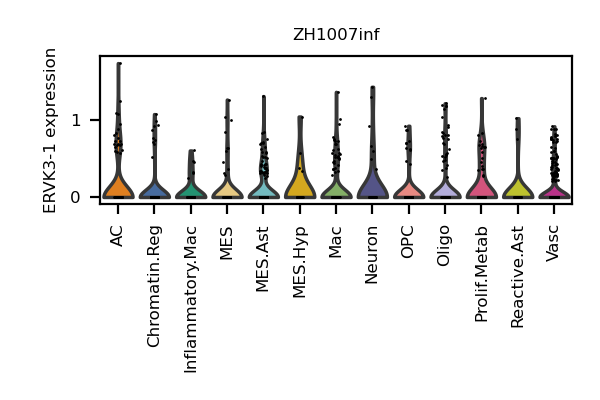 ZH1007inf
ERVK3-1 expression
1
0
AC
Chromatin.Reg
Inflammatory.Mac
MES
MES.Ast
MES.Hyp
Mac
Neuron
OPC
Oligo
Prolif.Metab
Reactive.Ast
Vasc